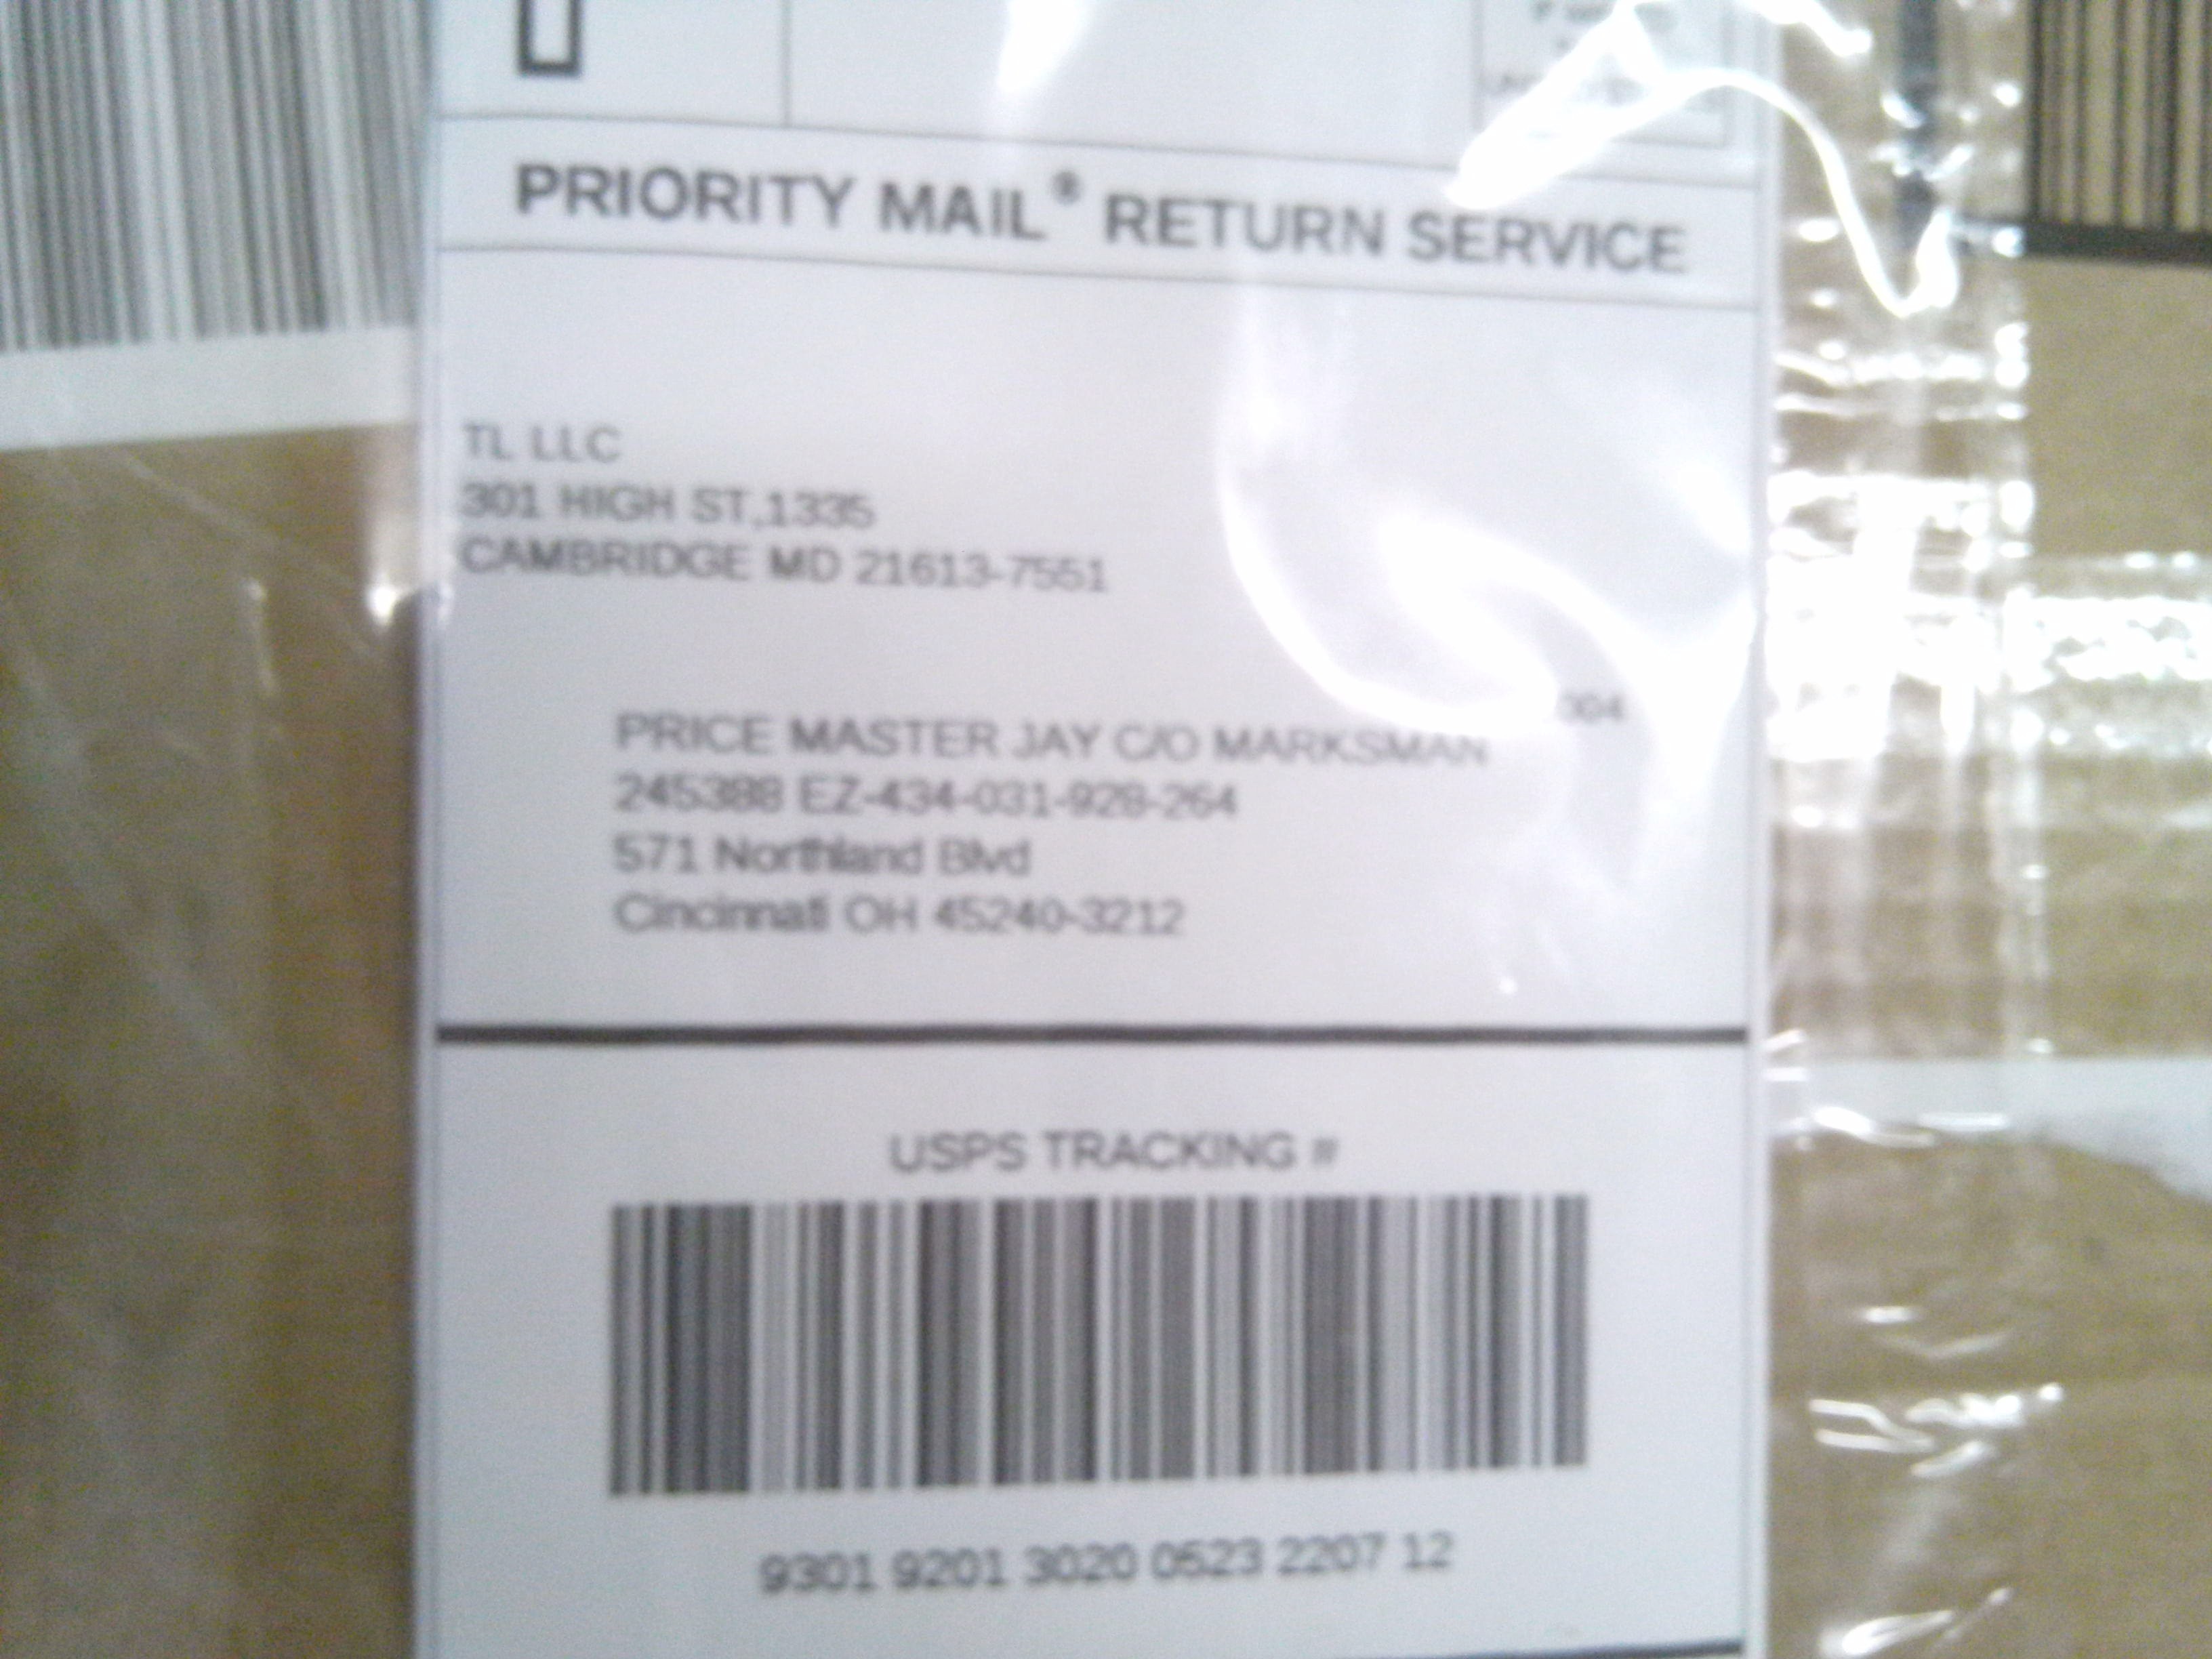 PRIORITY MAIL® RETURN SERVICE
TL LLC
301 HIGH ST,1335
CAMBRIDGE MD 21613-7551
004
PRICE MASTER JAY C/O MARKSMAN
245388 EZ-434-031-928-264
571 Northland Blvd
Cincinnati OH 45240-3212
USPS TRACKING #
9301 9201 3020 0523 2207 12